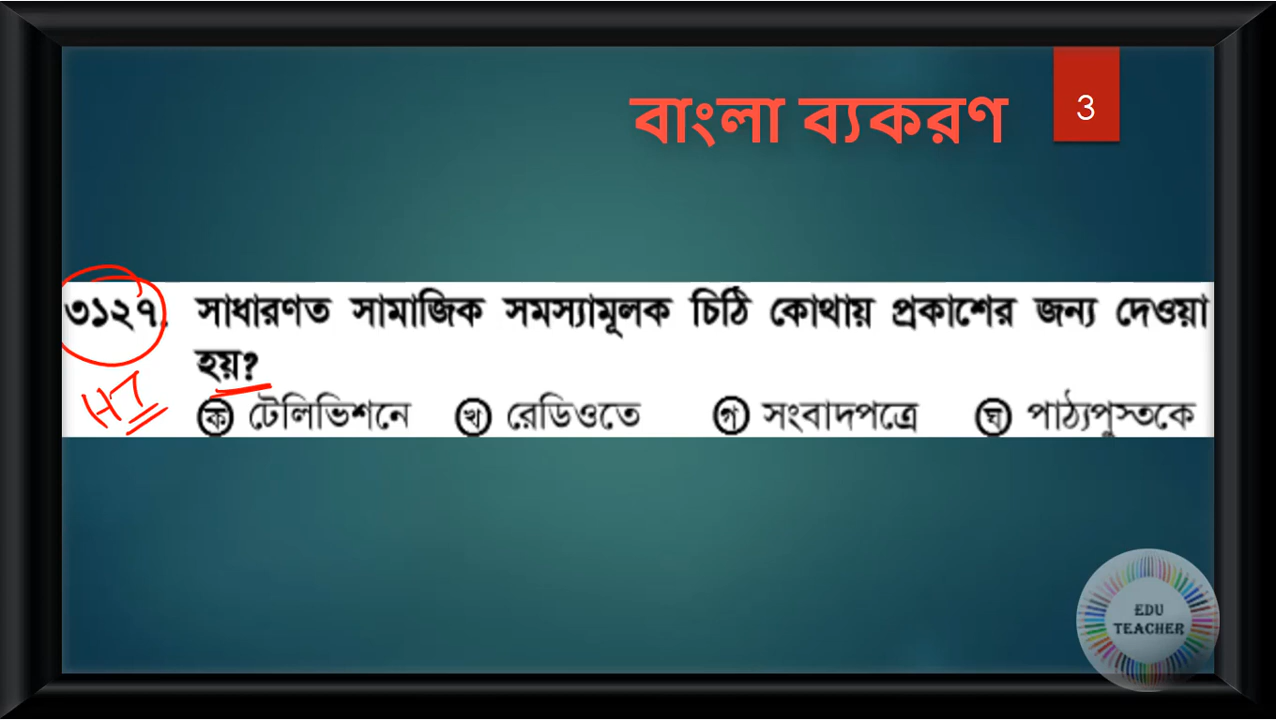 বাংলা ব্যকরণ
3
৩১২৭. সাধারণত সামাজিক সমস্যামূলক চিঠি কোথায় প্রকাশের জন্য দেওয়া
হয়?
ক টেলিভিশনে খ রেডিওতে গ সংবাদপত্রে ঘ পাঠ্যপুস্তকে
EDU
TEACHER